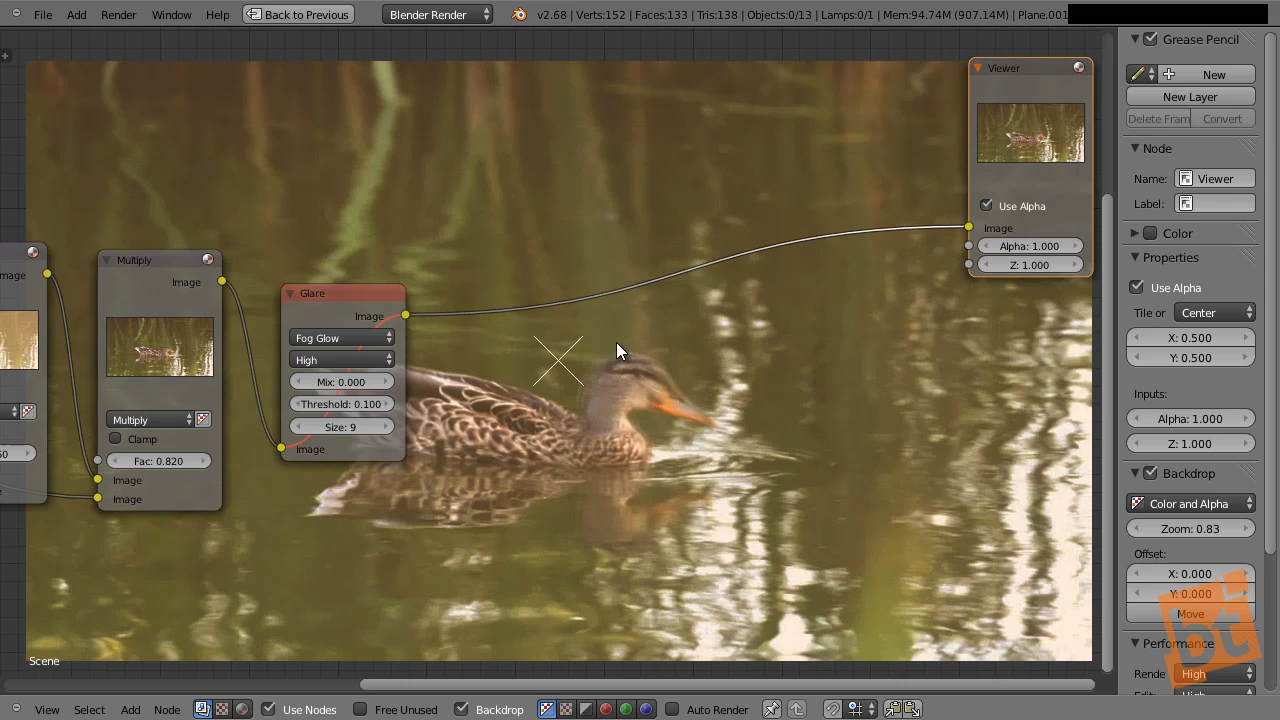 File Add Render Window Help Back to Previous Blender Render v2.68 | Verts:152 | Faces:133 | Tris:138 | Objects:0/13 | Lamps:0/1 | Mem:94.74M (907.14M) | Plane.001
Grease Pencil
New
New Layer
Delete Fram Convert
Node
Name: Viewer
Label:
Color
Properties
Use Alpha
Tile or Center
X: 0.500
Y: 0.500
Inputs:
Alpha: 1.000
Z: 1.000
Backdrop
Color and Alpha
Zoom: 0.83
Offset:
X: 0.000
Y: 0.000
Move
Performance
Rende High
Viewer
Use Alpha
Image
Alpha: 1.000
Z: 1.000
Multiply
Image
Multiply
Clamp
Fac: 0.820
Image
Image
Glare
Image
Fog Glow
High
Mix: 0.000
Threshold: 0.100
Size: 9
Image
Scene
bt
View Select Add Node Use Nodes Free Unused Backdrop Auto Render